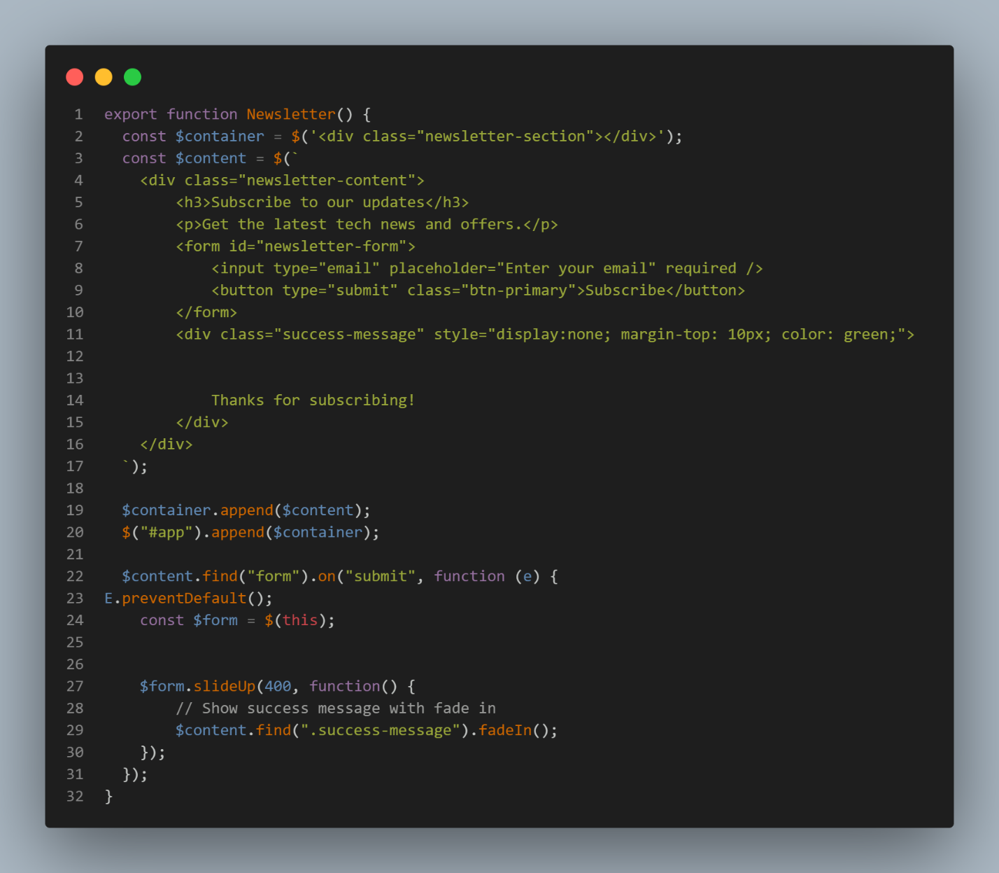 1 export function Newsletter() {
2   const $container = $('<div class="newsletter-section"></div>');
3   const $content = $(`
4     <div class="newsletter-content">
5         <h3>Subscribe to our updates</h3>
6         <p>Get the latest tech news and offers.</p>
7         <form id="newsletter-form">
8             <input type="email" placeholder="Enter your email" required />
9             <button type="submit" class="btn-primary">Subscribe</button>
10         </form>
11         <div class="success-message" style="display:none; margin-top: 10px; color: green;">
12
13
14             Thanks for subscribing!
15         </div>
16     </div>
17   `);
18
19   $container.append($content);
20   $("#app").append($container);
21
22   $content.find("form").on("submit", function (e) {
23 E.preventDefault();
24     const $form = $(this);
25
26
27     $form.slideUp(400, function() {
28         // Show success message with fade in
29         $content.find(".success-message").fadeIn();
30     });
31   });
32 }